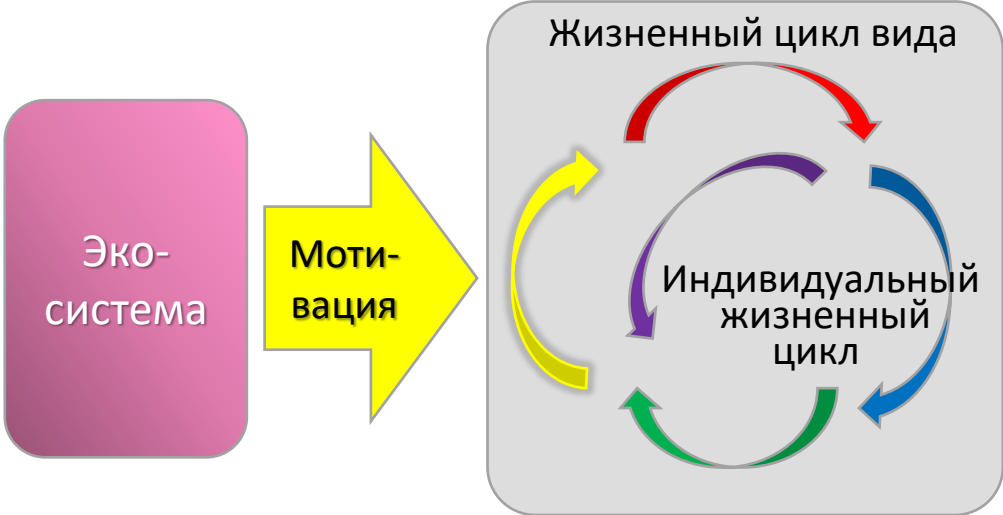 Эко-
система
Моти-
вация
Жизненный цикл вида
Индивидуальный
жизненный
цикл